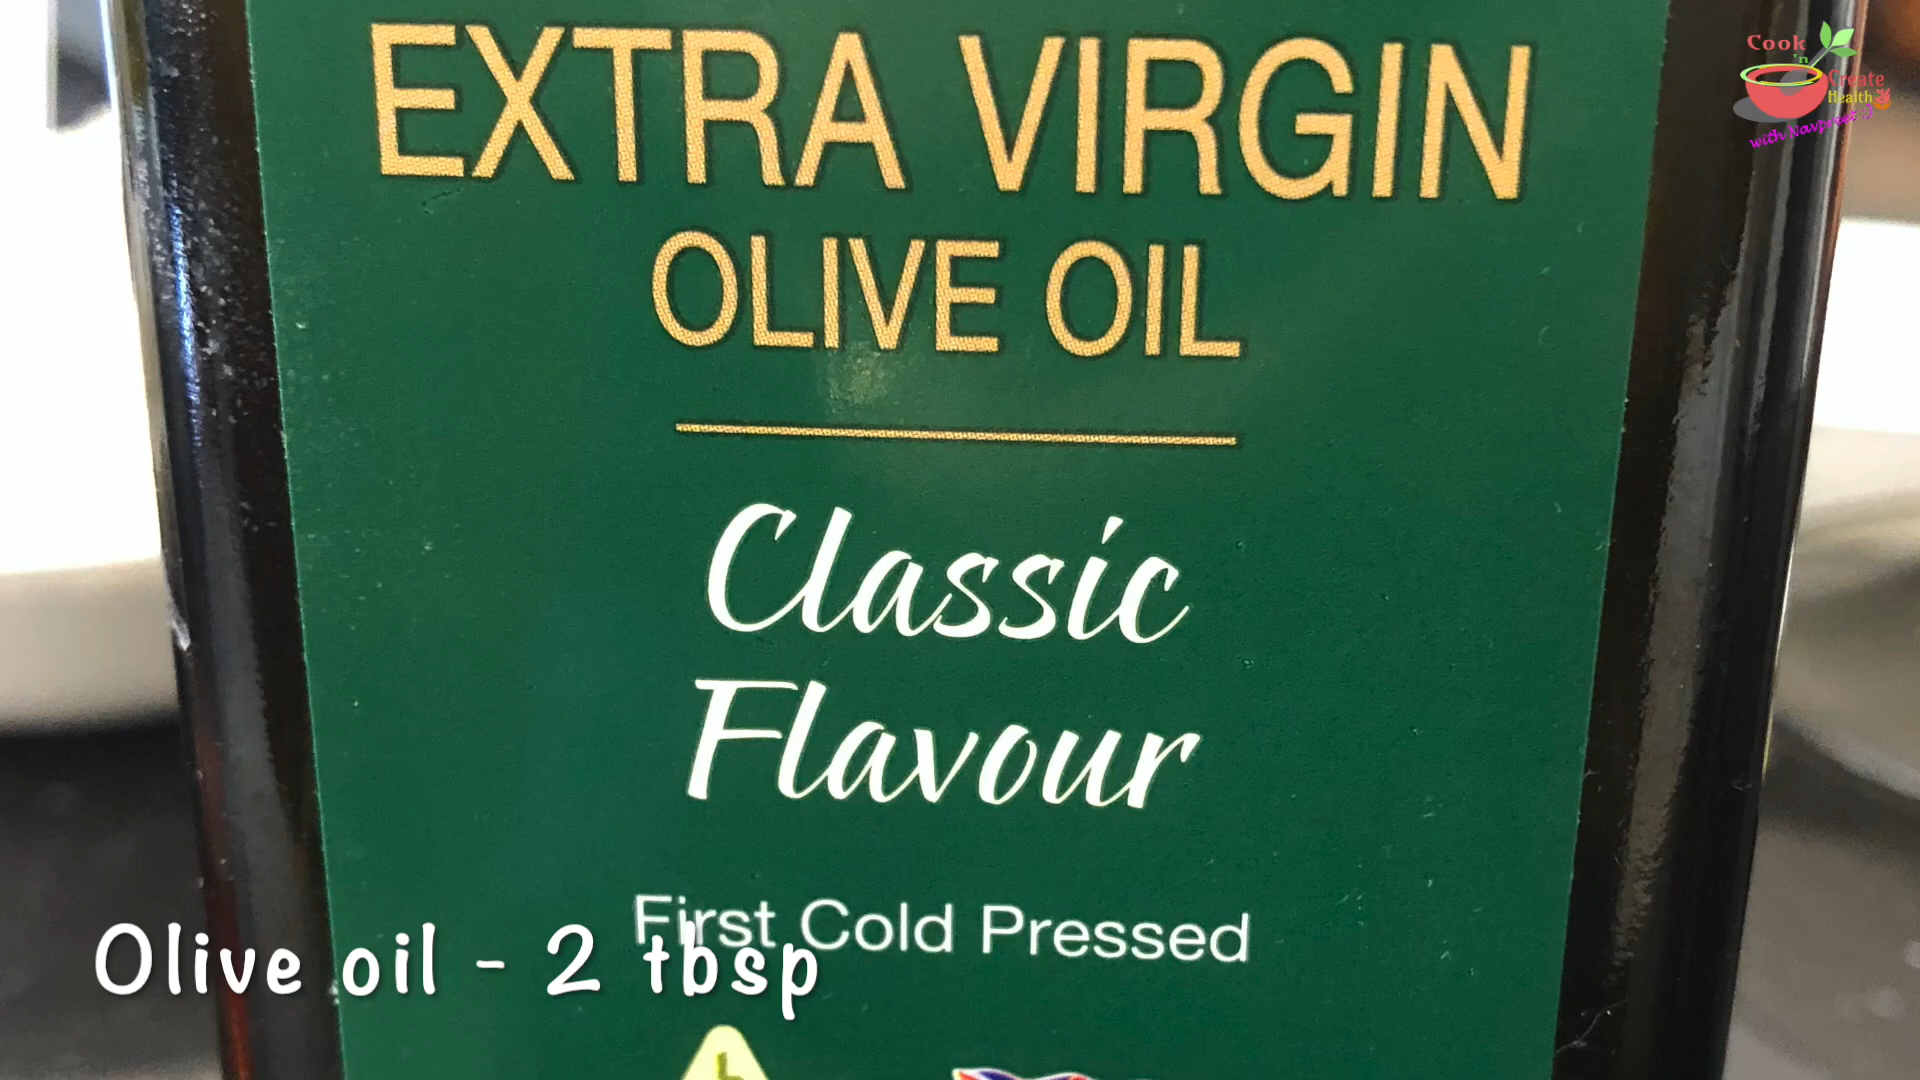 EXTRA VIRGIN
OLIVE OIL
Classic
Flavour
First Cold Pressed
Olive oil - 2 tbsp
Cook
'n
Create
Health
with Navpreet :)